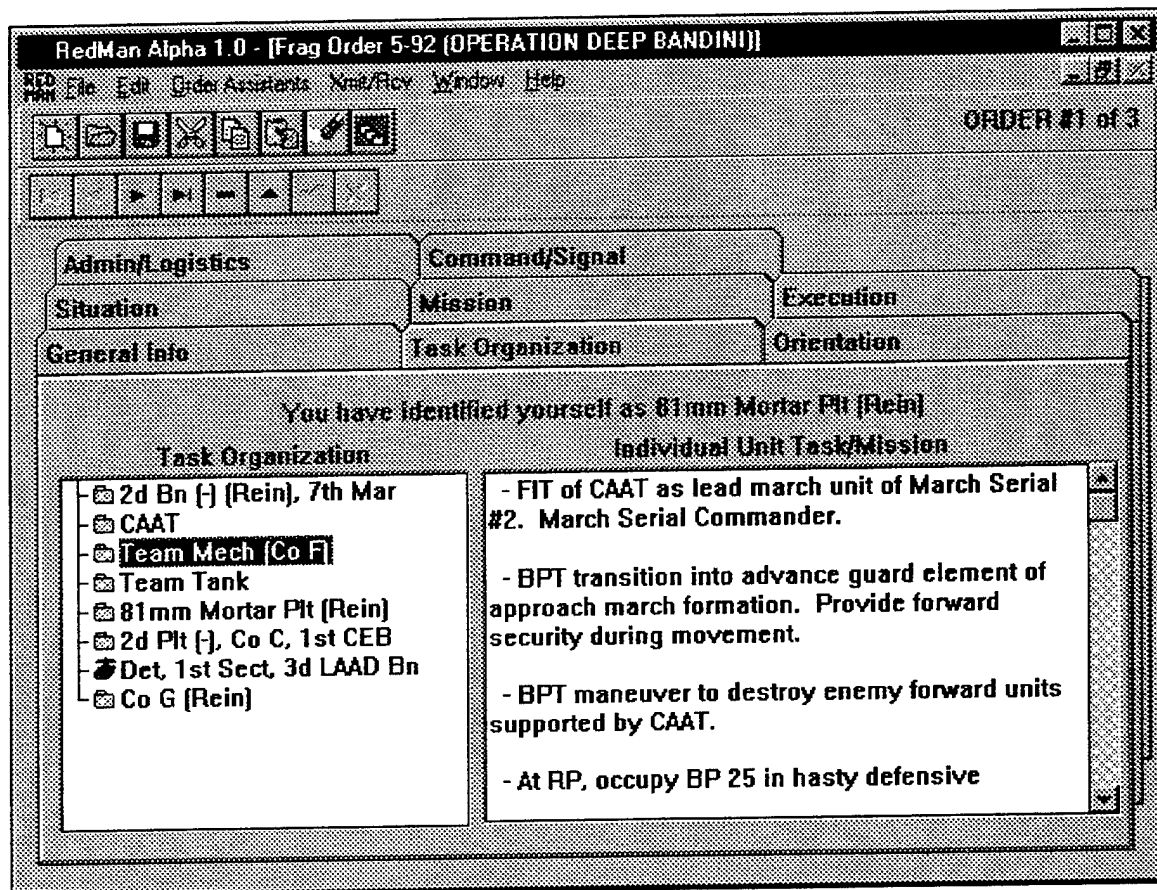 RedMan Alpha 1.0 - [Frag Order 5-92 (OPERATION DEEP BANDINI)]
RED MAN File Edit Order Assistants Xmit/Rcv Window Help
ORDER #1 of 3
Admin/Logistics Command/Signal
Situation Mission Execution
General Info Task Organization Orientation
You have identified yourself as 81mm Mortar Plt (Rein)
Task Organization Individual Unit Task/Mission
2d Bn (-) (Rein), 7th Mar
CAAT
Team Mech (Co F)
Team Tank
81mm Mortar Plt (Rein)
2d Plt (-), Co C, 1st CEB
Det, 1st Sect, 3d LAAD Bn
Co G (Rein)
- FIT of CAAT as lead march unit of March Serial
#2. March Serial Commander.
- BPT transition into advance guard element of
approach march formation. Provide forward
security during movement.
- BPT maneuver to destroy enemy forward units
supported by CAAT.
- At RP, occupy BP 25 in hasty defensive